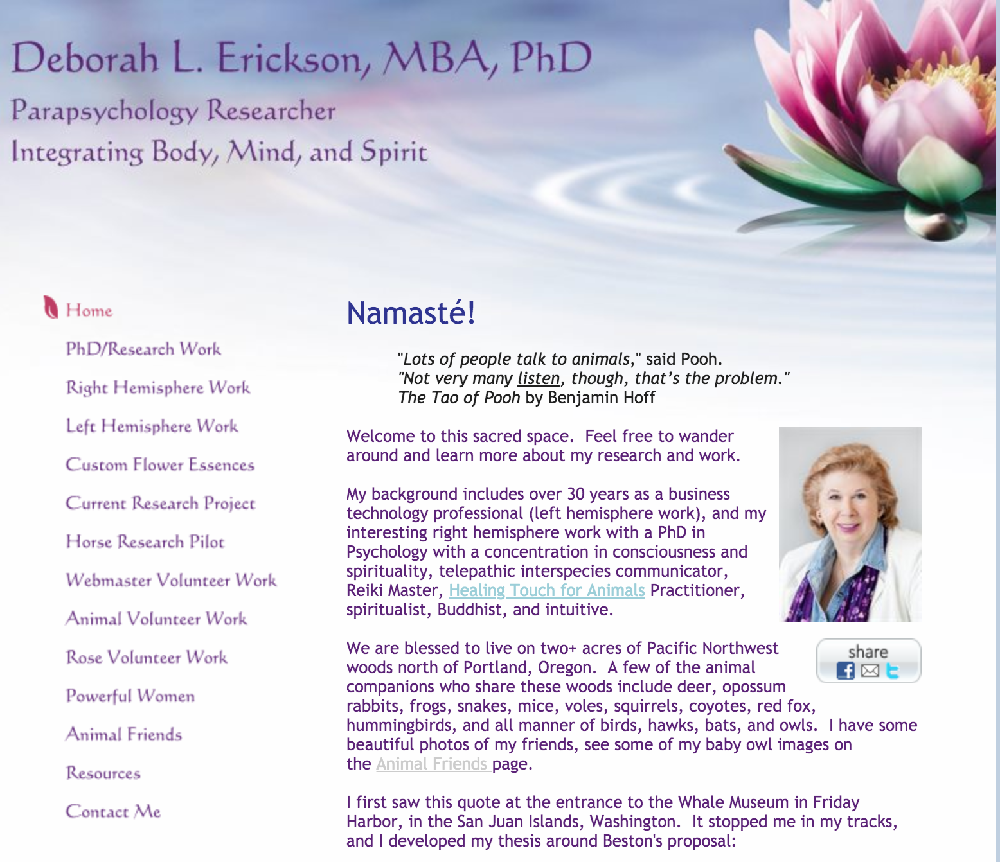 Deborah L. Erickson, MBA, PhD
Parapsychology Researcher
Integrating Body, Mind, and Spirit
Home
PhD/Research Work
Right Hemisphere Work
Left Hemisphere Work
Custom Flower Essences
Current Research Project
Horse Research Pilot
Webmaster Volunteer Work
Animal Volunteer Work
Rose Volunteer Work
Powerful Women
Animal Friends
Resources
Contact Me
Namasté!
"Lots of people talk to animals," said Pooh.
"Not very many listen, though, that’s the problem."
The Tao of Pooh by Benjamin Hoff
Welcome to this sacred space.  Feel free to wander
around and learn more about my research and work.
My background includes over 30 years as a business
technology professional (left hemisphere work), and my
interesting right hemisphere work with a PhD in
Psychology with a concentration in consciousness and
spirituality, telepathic interspecies communicator,
Reiki Master, Healing Touch for Animals Practitioner,
spiritualist, Buddhist, and intuitive.
share
We are blessed to live on two+ acres of Pacific Northwest
woods north of Portland, Oregon.  A few of the animal
companions who share these woods include deer, opossum
rabbits, frogs, snakes, mice, voles, squirrels, coyotes, red fox,
hummingbirds, and all manner of birds, hawks, bats, and owls.  I have some
beautiful photos of my friends, see some of my baby owl images on
the Animal Friends page.
I first saw this quote at the entrance to the Whale Museum in Friday
Harbor, in the San Juan Islands, Washington.  It stopped me in my tracks,
and I developed my thesis around Beston's proposal: